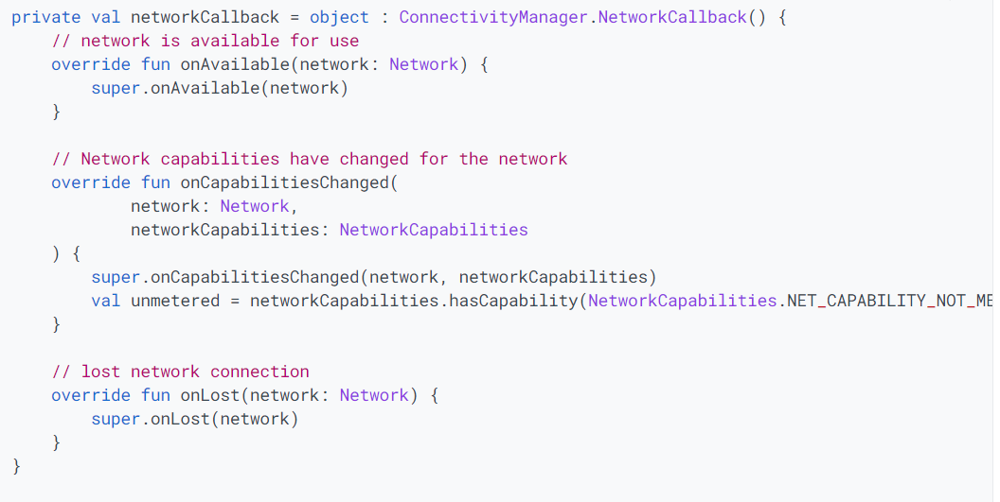 private val networkCallback = object : ConnectivityManager.NetworkCallback() {
    // network is available for use
    override fun onAvailable(network: Network) {
        super.onAvailable(network)
    }

    // Network capabilities have changed for the network
    override fun onCapabilitiesChanged(
            network: Network,
            networkCapabilities: NetworkCapabilities
    ) {
        super.onCapabilitiesChanged(network, networkCapabilities)
        val unmetered = networkCapabilities.hasCapability(NetworkCapabilities.NET_CAPABILITY_NOT_ME
    }

    // lost network connection
    override fun onLost(network: Network) {
        super.onLost(network)
    }
}